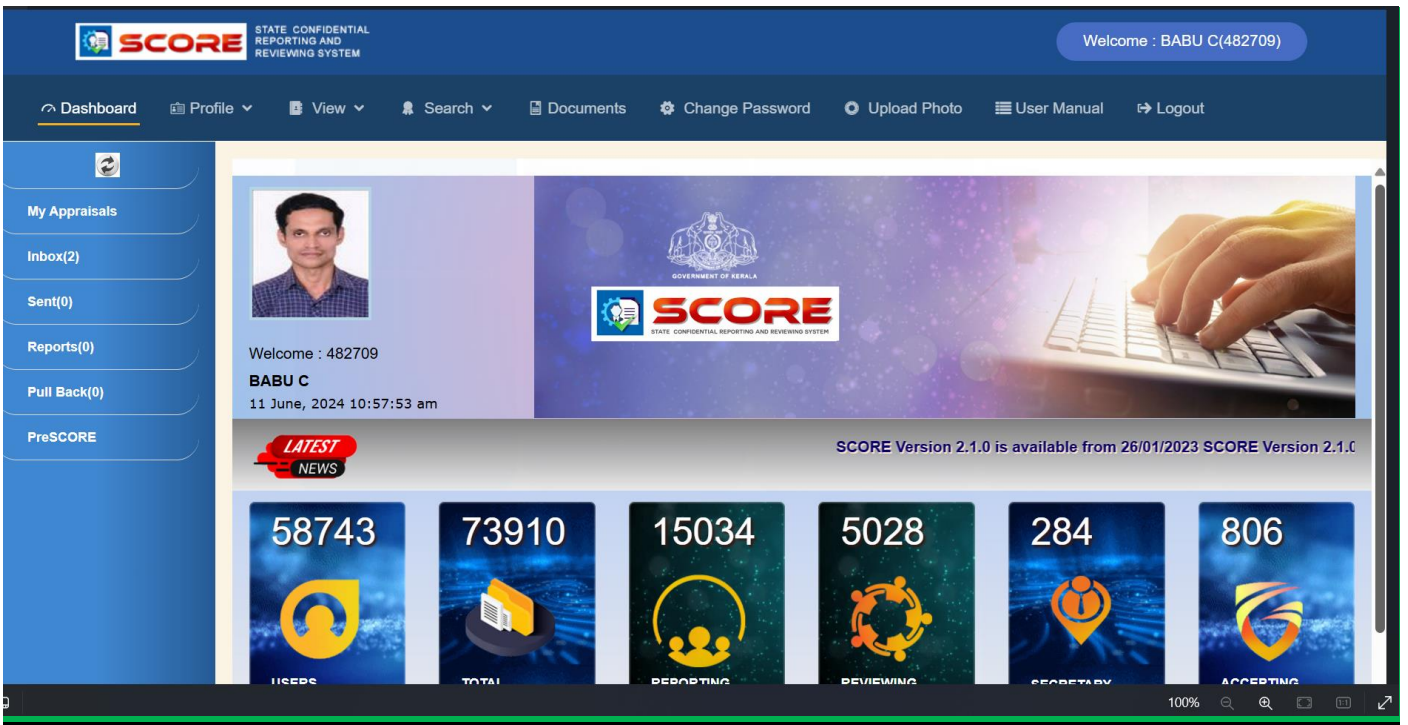 SCORE
STATE CONFIDENTIAL
REPORTING AND
REVIEWING SYSTEM
Welcome : BABU C(482709)
Dashboard Profile View Search Documents Change Password Upload Photo User Manual Logout
My Appraisals
Inbox(2)
Sent(0)
Reports(0)
Pull Back(0)
PreSCORE
GOVERNMENT OF KERALA
SCORE
STATE CONFIDENTIAL REPORTING AND REVIEWING SYSTEM
Welcome : 482709
BABU C
11 June, 2024 10:57:53 am
LATEST
NEWS
SCORE Version 2.1.0 is available from 26/01/2023 SCORE Version 2.1.0
58743 73910 15034 5028 284 806
USERS TOTAL REPORTING REVIEWING SECRETARY ACCEPTING
100% 1:1